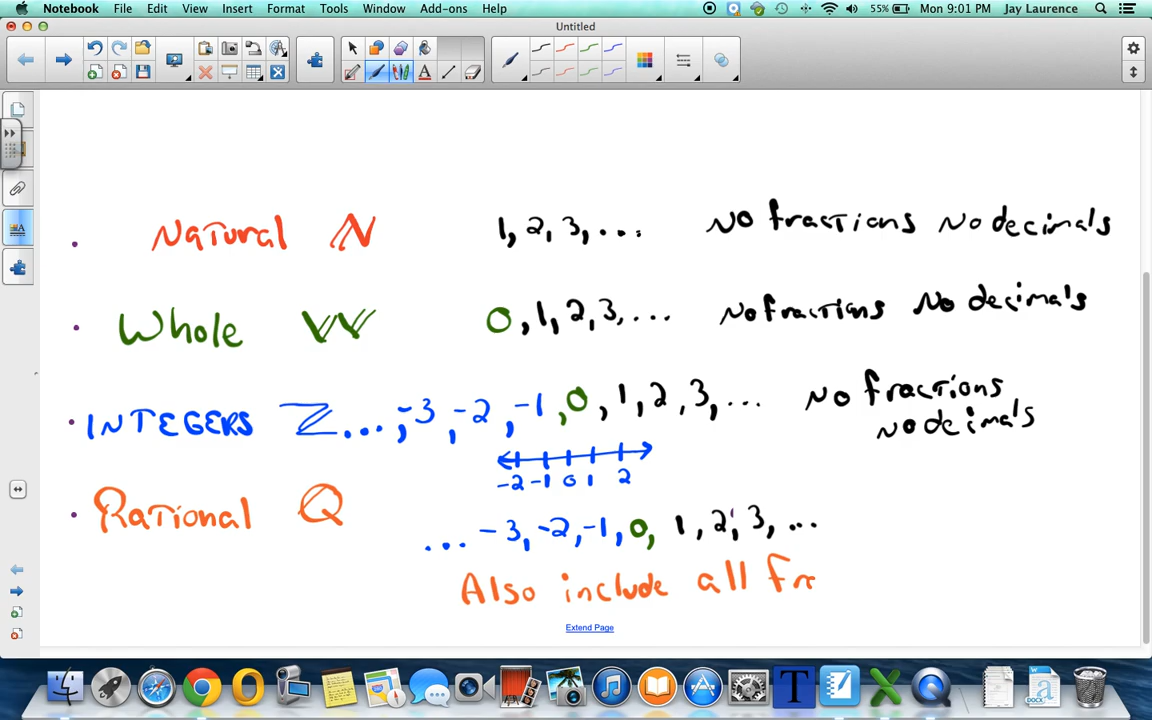 Notebook File Edit View Insert Format Tools Window Add-ons Help 55% Mon 9:01 PM Jay Laurence
Untitled
Natural N 1, 2, 3, ... No fractions No decimals
Whole W 0, 1, 2, 3, ... No fractions No decimals
INTEGERS Z ..., -3, -2, -1, 0, 1, 2, 3, ... No fractions
no decimals
-2 -1 0 1 2
Rational Q
... -3, -2, -1, 0, 1, 2, 3, ...
Also include all fra
Extend Page